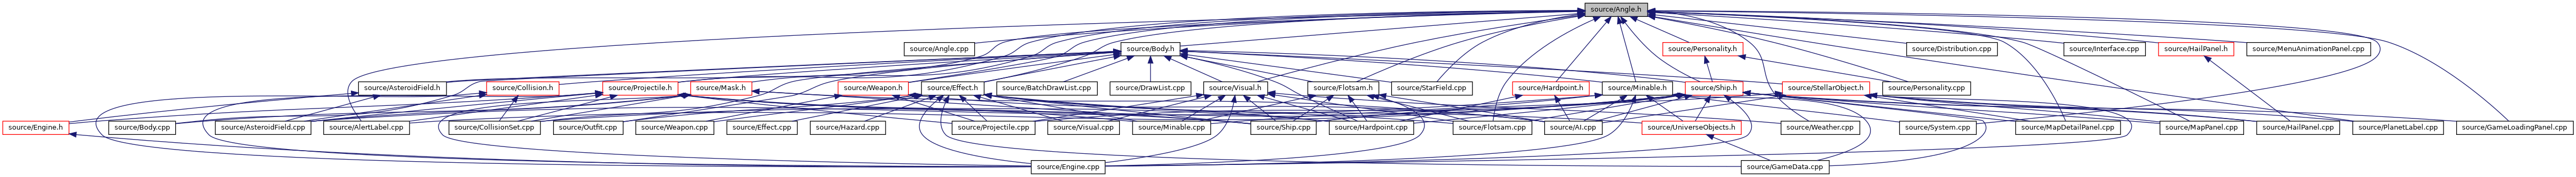 source/Angle.h
source/Angle.cpp
source/Body.h
source/Personality.h
source/Distribution.cpp
source/Interface.cpp
source/HailPanel.h
source/MenuAnimationPanel.cpp
source/AsteroidField.h
source/Collision.h
source/Projectile.h
source/Mask.h
source/Weapon.h
source/Effect.h
source/BatchDrawList.cpp
source/DrawList.cpp
source/Visual.h
source/Flotsam.h
source/StarField.cpp
source/Hardpoint.h
source/Minable.h
source/Ship.h
source/StellarObject.h
source/Personality.cpp
source/Engine.h
source/Body.cpp
source/AsteroidField.cpp
source/AlertLabel.cpp
source/CollisionSet.cpp
source/Outfit.cpp
source/Weapon.cpp
source/Effect.cpp
source/Hazard.cpp
source/Projectile.cpp
source/Visual.cpp
source/Minable.cpp
source/Ship.cpp
source/Hardpoint.cpp
source/Flotsam.cpp
source/AI.cpp
source/UniverseObjects.h
source/Weather.cpp
source/System.cpp
source/MapDetailPanel.cpp
source/MapPanel.cpp
source/HailPanel.cpp
source/PlanetLabel.cpp
source/GameLoadingPanel.cpp
source/Engine.cpp
source/GameData.cpp